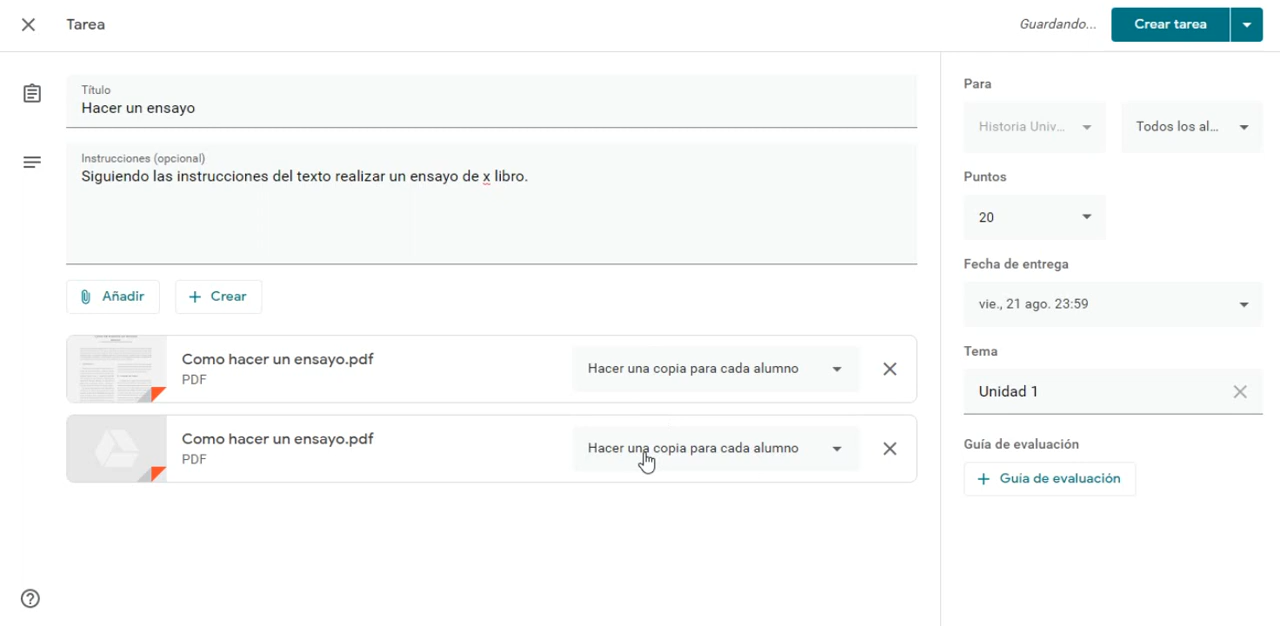 Tarea
Guardando...
Crear tarea
Título
Hacer un ensayo
Instrucciones (opcional)
Siguiendo las instrucciones del texto realizar un ensayo de x libro.
Añadir
Crear
Como hacer un ensayo.pdf
PDF
Hacer una copia para cada alumno
Como hacer un ensayo.pdf
PDF
Hacer una copia para cada alumno
Para
Historia Univ...
Todos los al...
Puntos
20
Fecha de entrega
vie., 21 ago. 23:59
Tema
Unidad 1
Guía de evaluación
Guía de evaluación